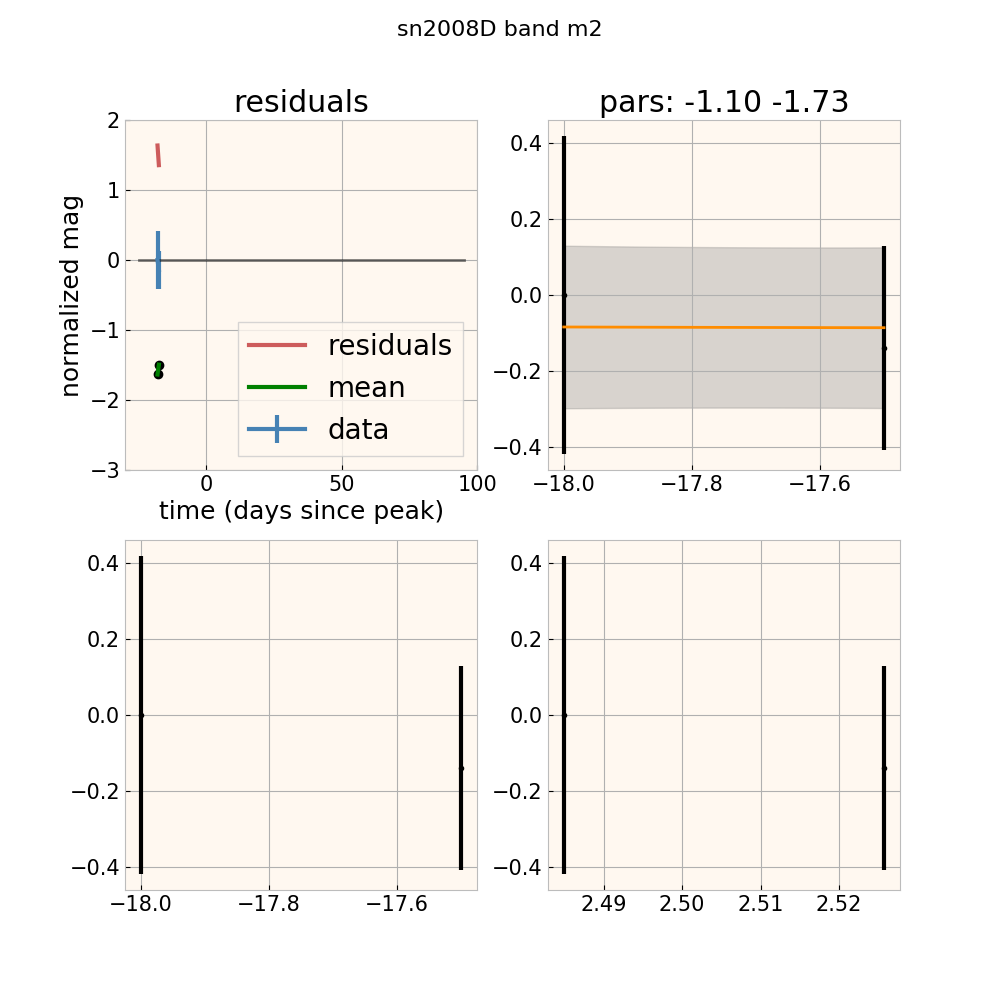 sn2008D band m2
residuals
pars: -1.10 -1.73
normalized mag
2
1
0
−1
−2
−3
residuals
mean
data
0 50 100
time (days since peak)
0.4
0.2
0.0
−0.2
−0.4
−18.0 −17.8 −17.6
0.4
0.2
0.0
−0.2
−0.4
−18.0 −17.8 −17.6
0.4
0.2
0.0
−0.2
−0.4
2.49 2.50 2.51 2.52